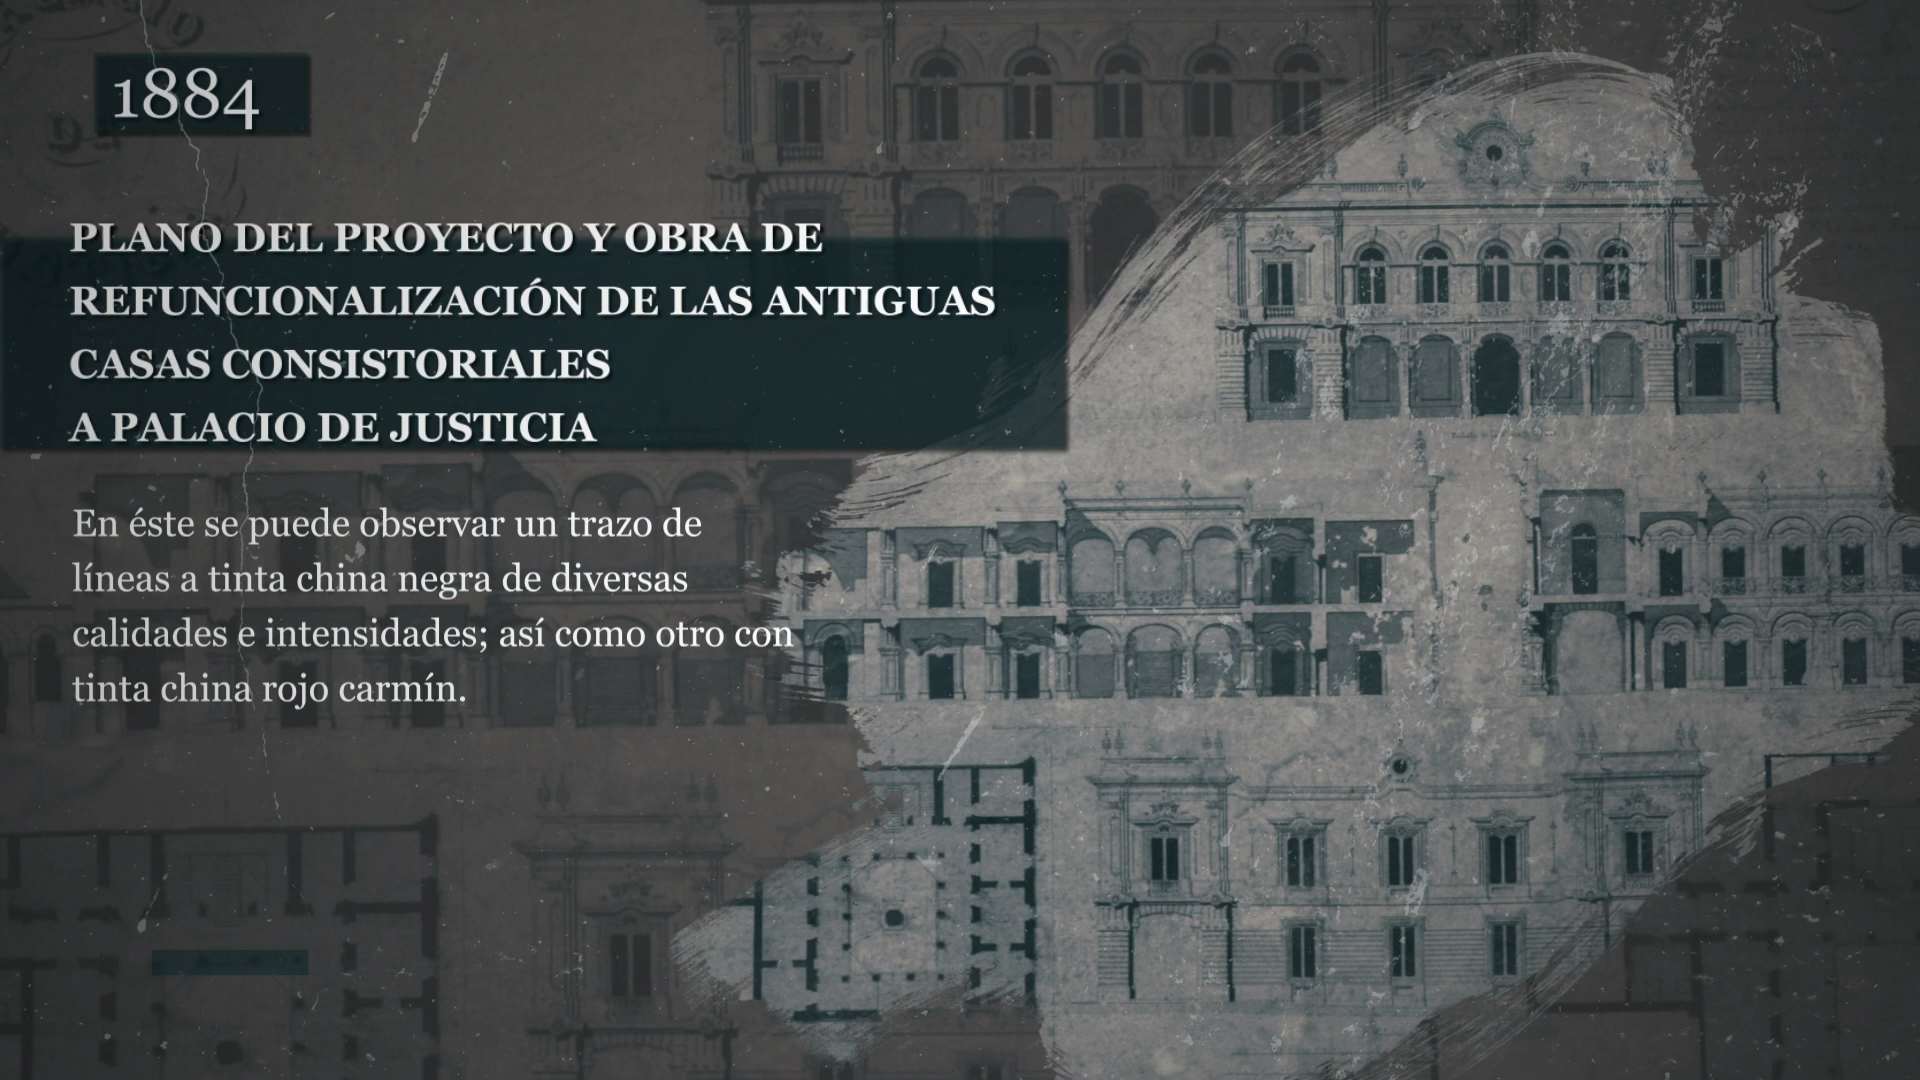 1884
PLANO DEL PROYECTO Y OBRA DE
REFUNCIONALIZACIÓN DE LAS ANTIGUAS
CASAS CONSISTORIALES
A PALACIO DE JUSTICIA
En éste se puede observar un trazo de
líneas a tinta china negra de diversas
calidades e intensidades; así como otro con
tinta china rojo carmín.